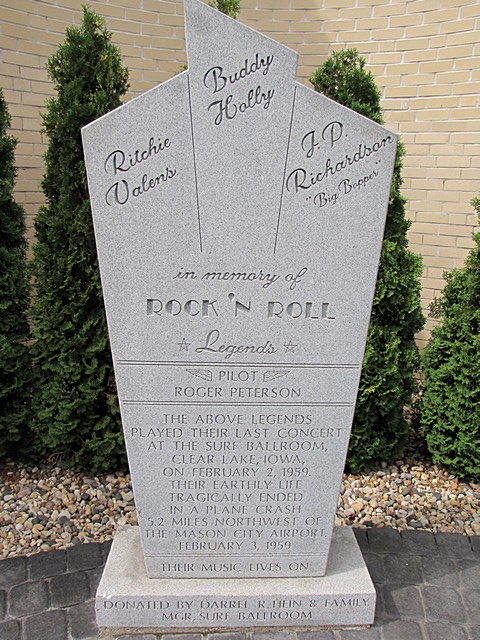 Ritchie
Valens
Buddy
Holly
J.P.
Richardson
"Big Bopper"
in memory of
ROCK 'N ROLL
Legends
PILOT
ROGER PETERSON
THE ABOVE LEGENDS
PLAYED THEIR LAST CONCERT
AT THE SURF BALLROOM,
CLEAR LAKE, IOWA,
ON FEBRUARY 2, 1959.
THEIR EARTHLY LIFE
TRAGICALLY ENDED
IN A PLANE CRASH
5.2 MILES NORTHWEST OF
THE MASON CITY AIRPORT,
FEBRUARY 3, 1959.
THEIR MUSIC LIVES ON
DONATED BY DARREL R. HEIN & FAMILY
MGR. SURF BALLROOM